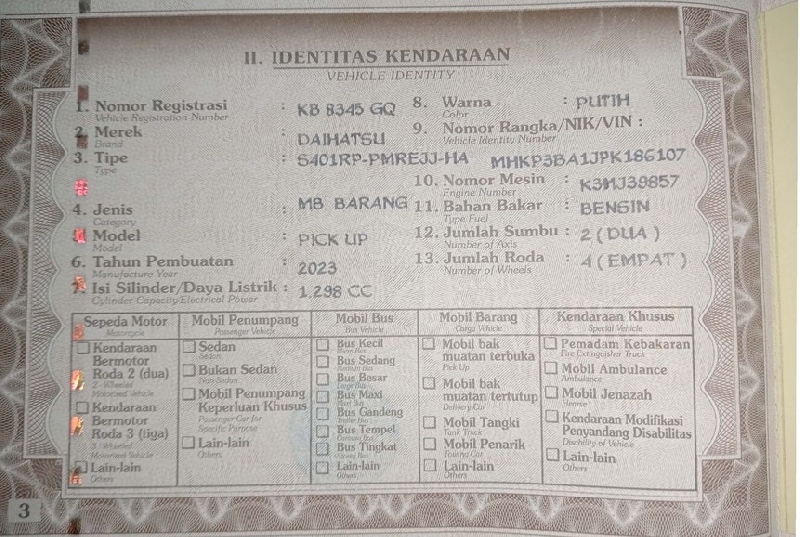 II. IDENTITAS KENDARAAN
VEHICLE IDENTITY
1. Nomor Registrasi : KB 8345 GQ
Vehicle Registration Number
2. Merek : DAIHATSU
Brand
3. Tipe : S401RP-PMREJJ-HA
Type
4. Jenis : MB BARANG
Category
Model : PICK UP
Model
6. Tahun Pembuatan : 2023
Manufacture Year
7. Isi Silinder/Daya Listrik : 1.298 CC
Cylinder Capacity/Electrical Power
8. Warna : PUTIH
Color
9. Nomor Rangka/NIK/VIN :
Vehicle Identity Number
MHKP3BA1JPK186107
10. Nomor Mesin : K3MJ39857
Engine Number
11. Bahan Bakar : BENSIN
Type Fuel
12. Jumlah Sumbu : 2 ( DUA )
Number of Axis
13. Jumlah Roda : 4 ( EMPAT )
Number of Wheels
Sepeda Motor
Motorcycle
Kendaraan
Bermotor
Roda 2 (dua)
2 - Wheeled
Motorised Vehicle
Kendaraan
Bermotor
Roda 3 (tiga)
3 - Wheeled
Motorised Vehicle
Lain-lain
Others
Mobil Penumpang
Passenger Vehicle
Sedan
Sedan
Bukan Sedan
Non Sedan
Mobil Penumpang
Keperluan Khusus
Passenger Car for
Specific Purpose
Lain-lain
Others
Mobil Bus
Bus Vehicle
Bus Kecil
Bus Sedang
Bus Besar
Bus Maxi
Bus Gandeng
Bus Tempel
Bus Tingkat
Lain-lain
Others
Mobil Barang
Cargo Vehicle
Mobil bak
muatan terbuka
Pick Up
Mobil bak
muatan tertutup
Delivery Car
Mobil Tangki
Tank Truck
Mobil Penarik
Towing Car
Lain-lain
Others
Kendaraan Khusus
Special Vehicle
Pemadam Kebakaran
Fire Extinguisher Truck
Mobil Ambulance
Ambulance
Mobil Jenazah
Hearse
Kendaraan Modifikasi
Penyandang Disabilitas
Disability of Vehicle
Lain-lain
Others
3